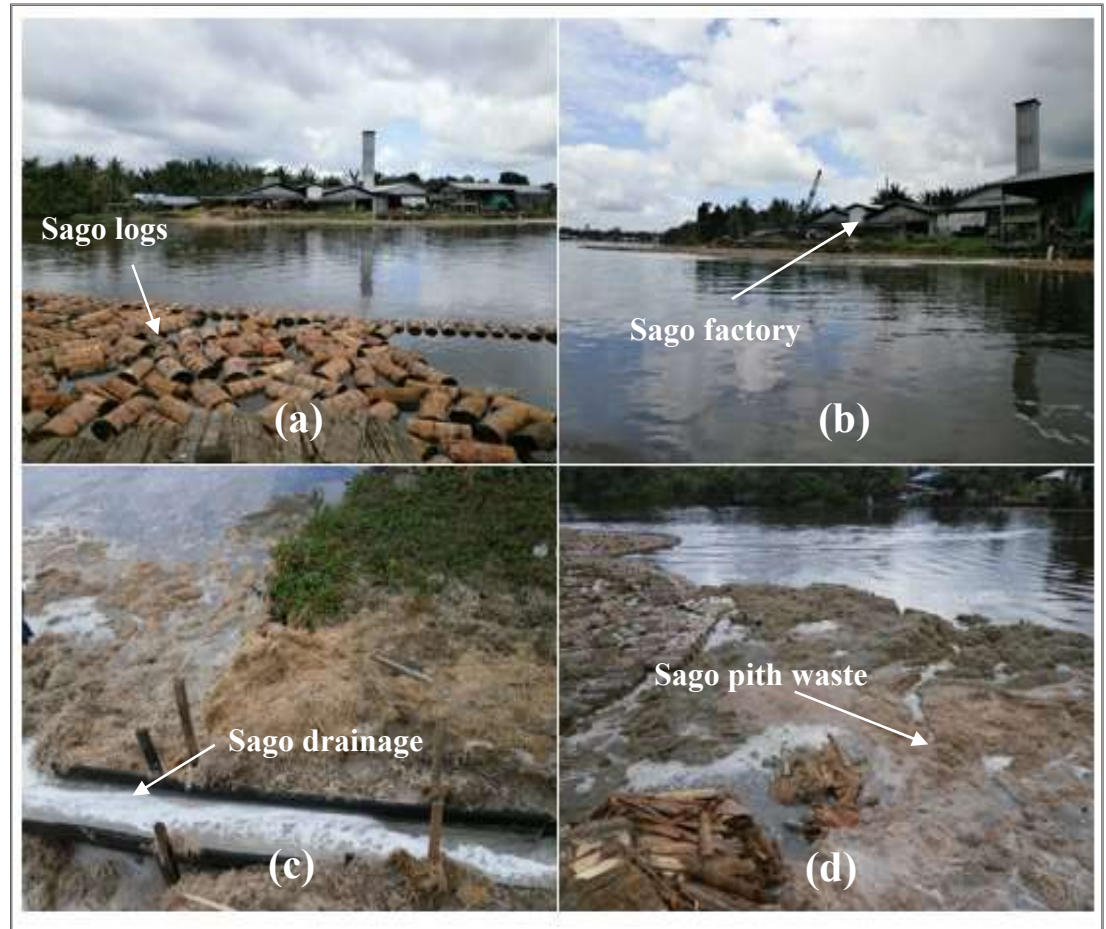 Sago logs
(a)
Sago factory
(b)
Sago drainage
(c)
Sago pith waste
(d)